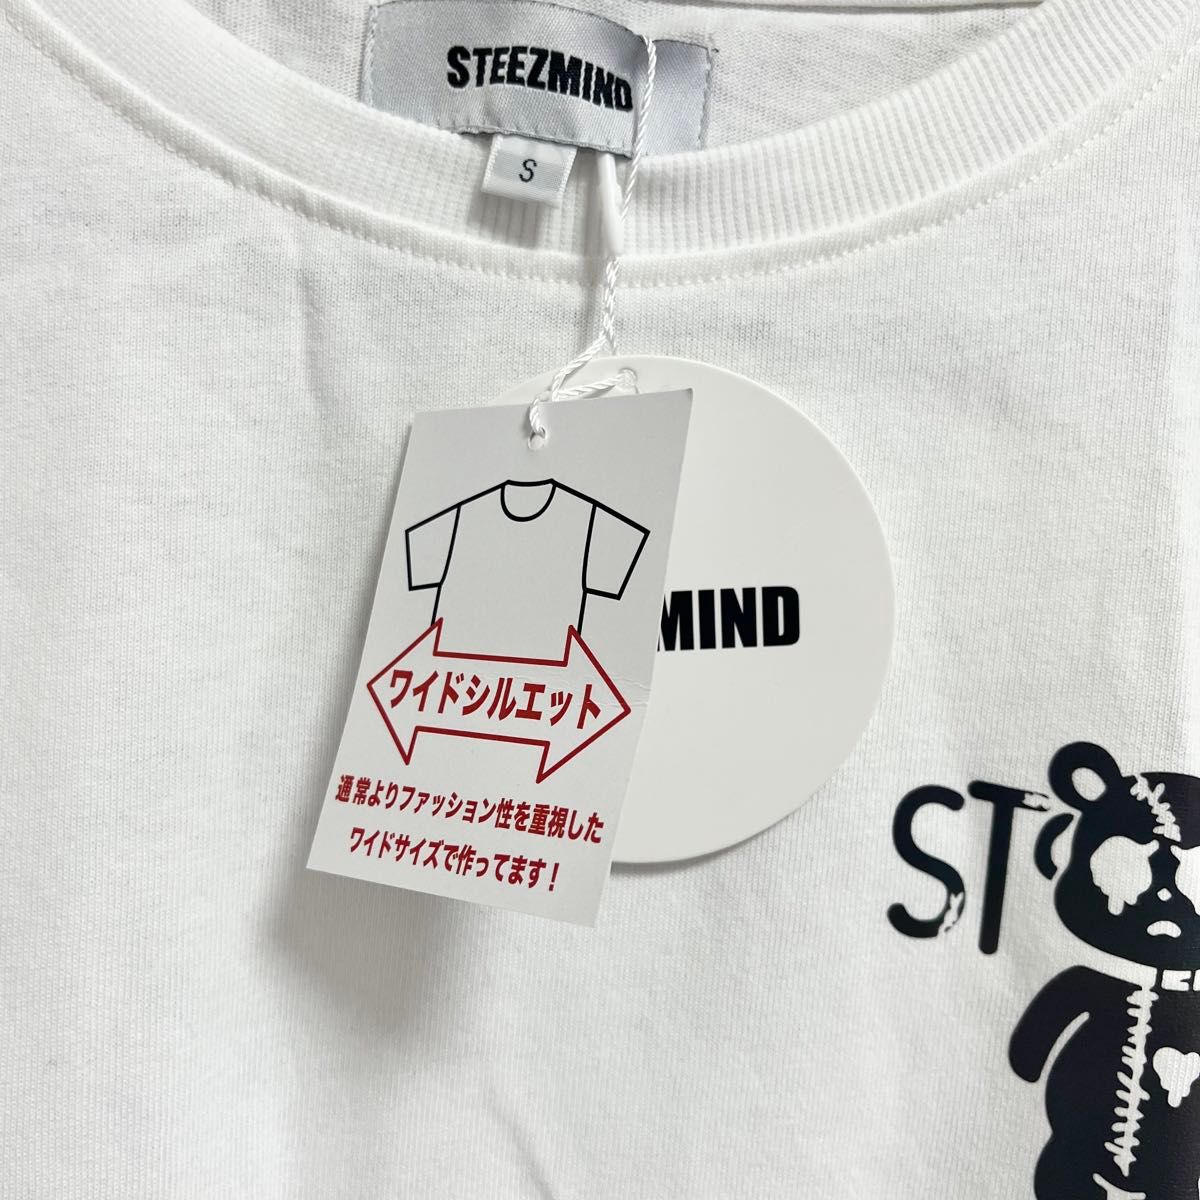 STEEZMIND
S
MIND
ワイドシルエット
通常よりファッション性を重視した
ワイドサイズで作ってます!
ST